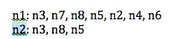 n1: n3, n7, n8, n5, n2, n4, n6
n2: n3, n8, n5